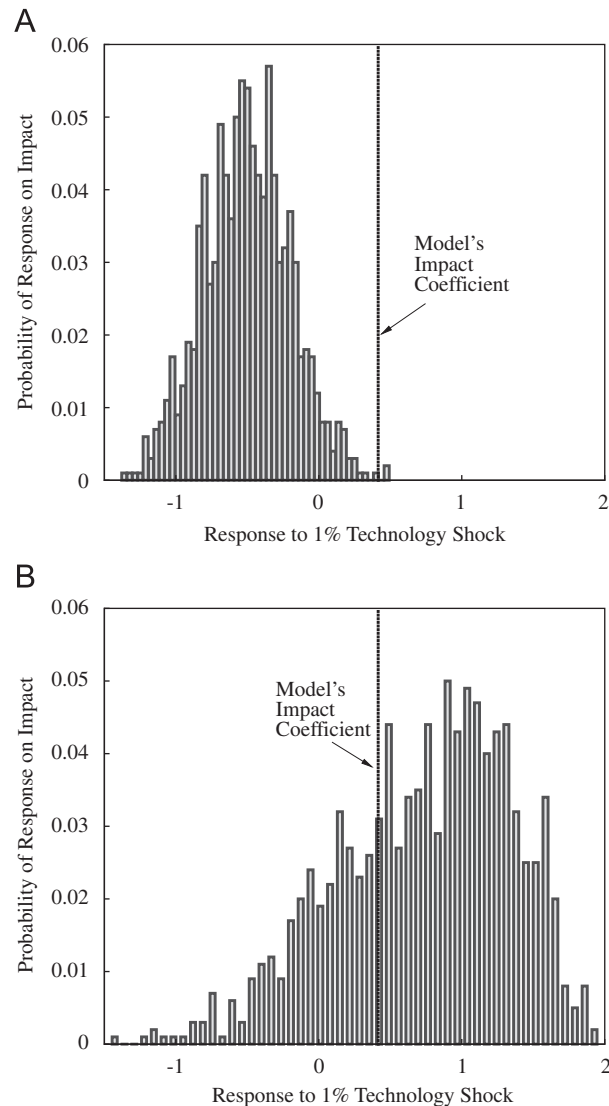 A
0.06
0.05
0.04
0.03
0.02
0.01
0
Probability of Response on Impact
Model's
Impact
Coefficient
-1
0
1
2
Response to 1% Technology Shock
B
0.06
0.05
0.04
0.03
0.02
0.01
0
Probability of Response on Impact
Model's
Impact
Coefficient
-1
0
1
2
Response to 1% Technology Shock